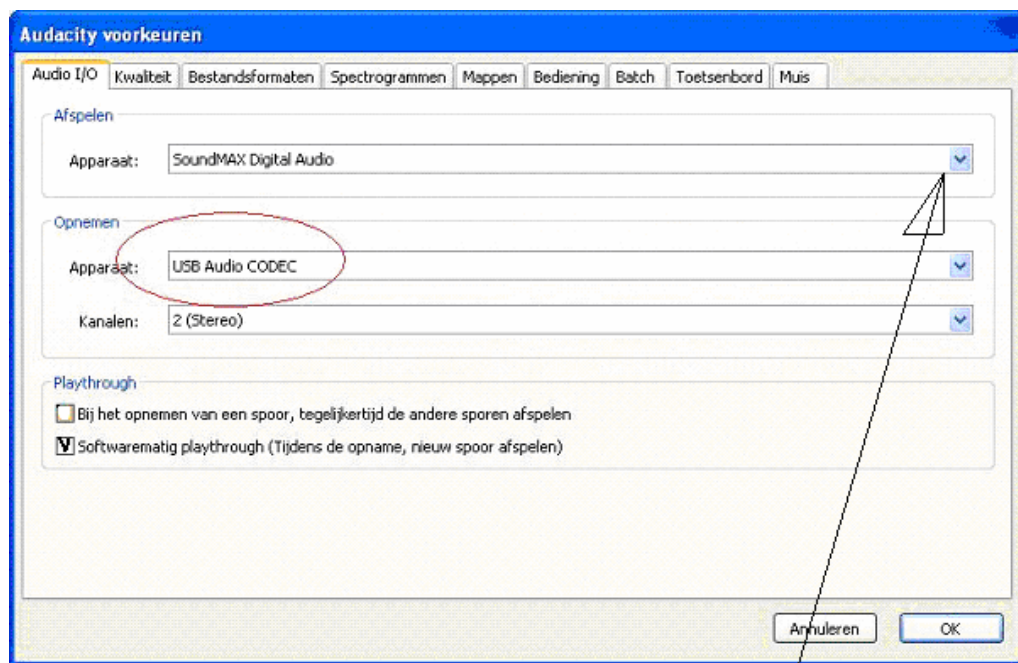 Audacity voorkeuren
Audio I/O Kwaliteit Bestandsformaten Spectrogrammen Mappen Bediening Batch Toetsenbord Muis
Afspelen
Apparaat: SoundMAX Digital Audio
Opnemen
Apparaat: USB Audio CODEC
Kanalen: 2 (Stereo)
Playthrough
Bij het opnemen van een spoor, tegelijkertijd de andere sporen afspelen
Softwarematig playthrough (Tijdens de opname, nieuw spoor afspelen)
Annuleren OK